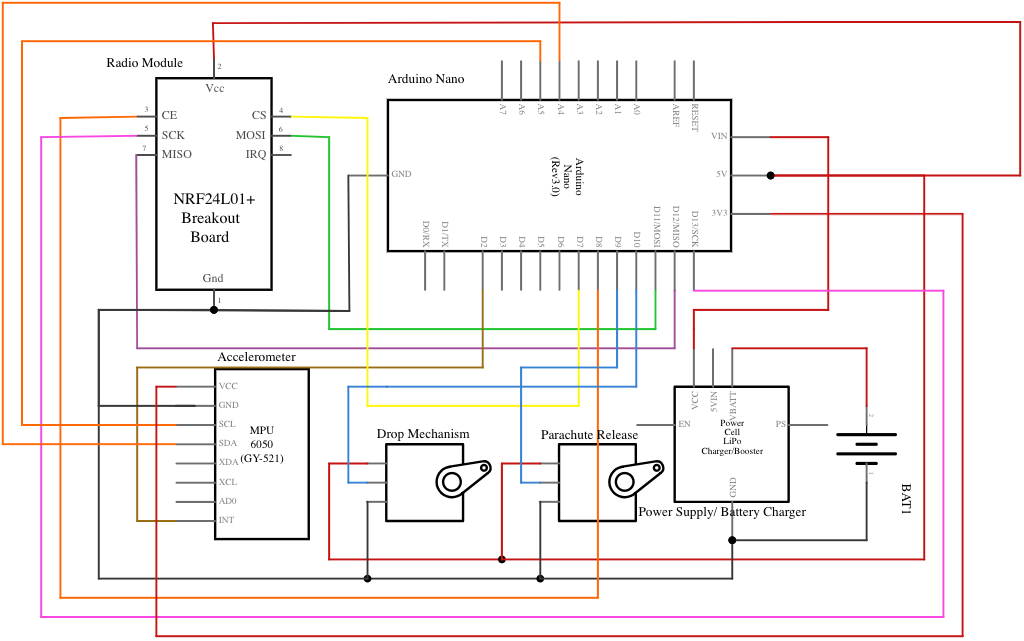 Radio Module
2
Vcc
3
CE
CS
4
5
SCK
MOSI
6
7
MISO
IRQ
8
NRF24L01+
Breakout
Board
Gnd
1
Arduino Nano
A7
A6
A5
A4
A3
A2
A1
A0
AREF
RESET
VIN
5V
3V3
GND
Arduino
Nano
(Rev3.0)
D0/RX
D1/TX
D2
D3
D4
D5
D6
D7
D8
D9
D10
D11/MOSI
D12/MISO
D13/SCK
Accelerometer
VCC
GND
SCL
SDA
XDA
XCL
AD0
INT
MPU
6050
(GY-521)
Drop Mechanism
Parachute Release
VCC
5VIN
VBATT
EN
PS
Power
Cell
LiPo
Charger/Booster
GND
Power Supply/ Battery Charger
2
1
BAT1